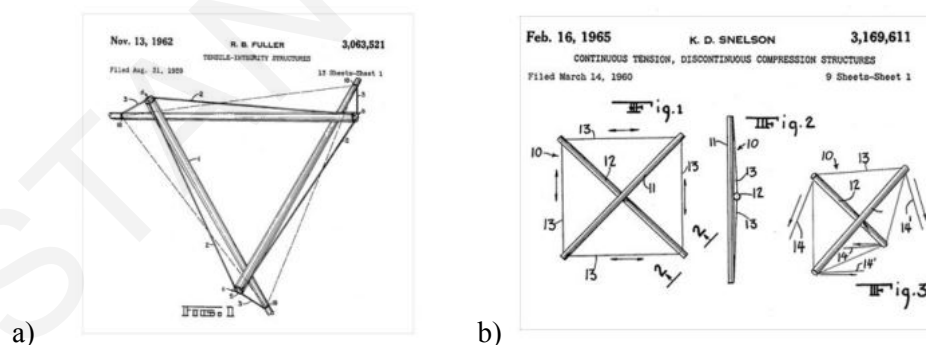 Nov. 13, 1962 R. B. FULLER 3,063,521
TENSILE-INTEGRITY STRUCTURES
Filed Aug. 31, 1959 13 Sheets-Sheet 1
a)
Feb. 16, 1965 K. D. SNELSON 3,169,611
CONTINUOUS TENSION, DISCONTINUOUS COMPRESSION STRUCTURES
Filed March 14, 1960 9 Sheets-Sheet 1
Fig.1
13
10
12
11
13
13
13
2
2
Fig.2
11
10
13
12
13
10
13
12
14
14'
14
14'
Fig.3
b)
STAN